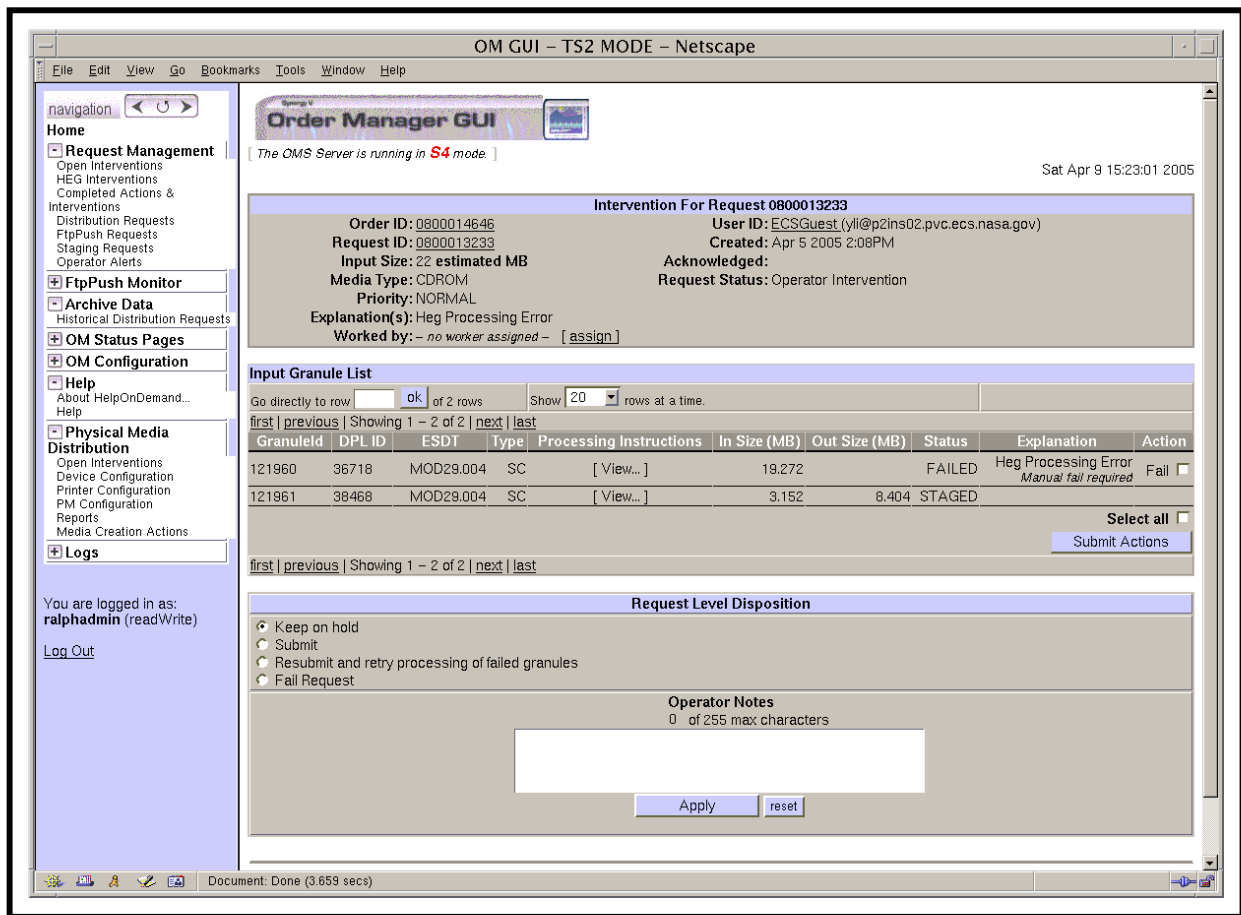 OM GUI – TS2 MODE – Netscape
File Edit View Go Bookmarks Tools Window Help
navigation
Home
Request Management
Open Interventions
HEG Interventions
Completed Actions &
Interventions
Distribution Requests
FtpPush Requests
Staging Requests
Operator Alerts
FtpPush Monitor
Archive Data
Historical Distribution Requests
OM Status Pages
OM Configuration
Help
About HelpOnDemand...
Help
Physical Media
Distribution
Open Interventions
Device Configuration
Printer Configuration
PM Configuration
Reports
Media Creation Actions
Logs
You are logged in as:
ralphadmin (readWrite)
Log Out
Synergy V
Order Manager GUI
[ The OMS Server is running in S4 mode. ]
Sat Apr 9 15:23:01 2005
Intervention For Request 0800013233
Order ID: 0800014646 User ID: ECSGuest (yli@p2ins02.pvc.ecs.nasa.gov)
Request ID: 0800013233 Created: Apr 5 2005 2:08PM
Input Size: 22 estimated MB Acknowledged:
Media Type: CDROM Request Status: Operator Intervention
Priority: NORMAL
Explanation(s): Heg Processing Error
Worked by: – no worker assigned – [ assign ]
Input Granule List
Go directly to row ok of 2 rows Show 20 rows at a time.
first | previous | Showing 1 – 2 of 2 | next | last
GranuleId DPL ID ESDT Type Processing Instructions In Size (MB) Out Size (MB) Status Explanation Action
121960 36718 MOD29.004 SC [ View... ] 19.272 FAILED Heg Processing Error Fail
Manual fail required
121961 38468 MOD29.004 SC [ View... ] 3.152 8.404 STAGED
Select all
Submit Actions
first | previous | Showing 1 – 2 of 2 | next | last
Request Level Disposition
Keep on hold
Submit
Resubmit and retry processing of failed granules
Fail Request
Operator Notes
0 of 255 max characters
Apply reset
Document: Done (3.659 secs)